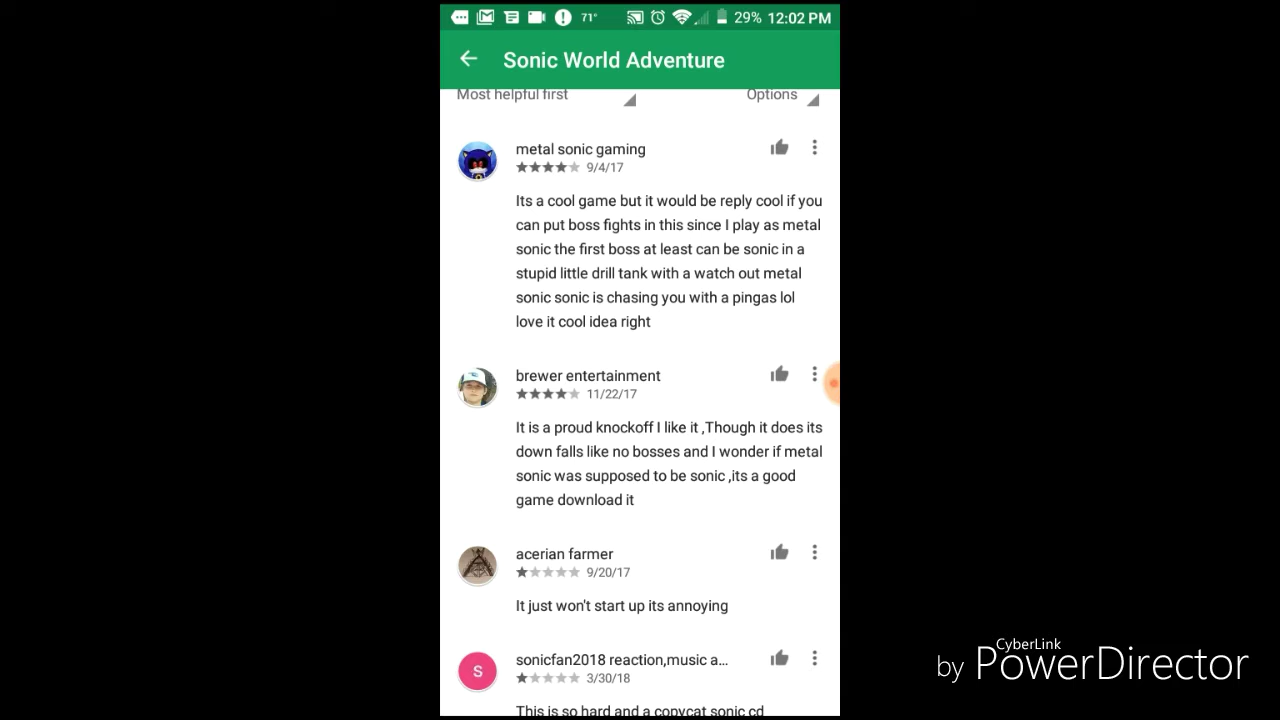 71° 29% 12:02 PM
Sonic World Adventure
Most helpful first Options
metal sonic gaming
9/4/17
Its a cool game but it would be reply cool if you
can put boss fights in this since I play as metal
sonic the first boss at least can be sonic in a
stupid little drill tank with a watch out metal
sonic sonic is chasing you with a pingas lol
love it cool idea right
brewer entertainment
11/22/17
It is a proud knockoff I like it ,Though it does its
down falls like no bosses and I wonder if metal
sonic was supposed to be sonic ,its a good
game download it
acerian farmer
9/20/17
It just won't start up its annoying
S
sonicfan2018 reaction,music a...
3/30/18
This is so hard and a copycat sonic cd
CyberLink
by PowerDirector